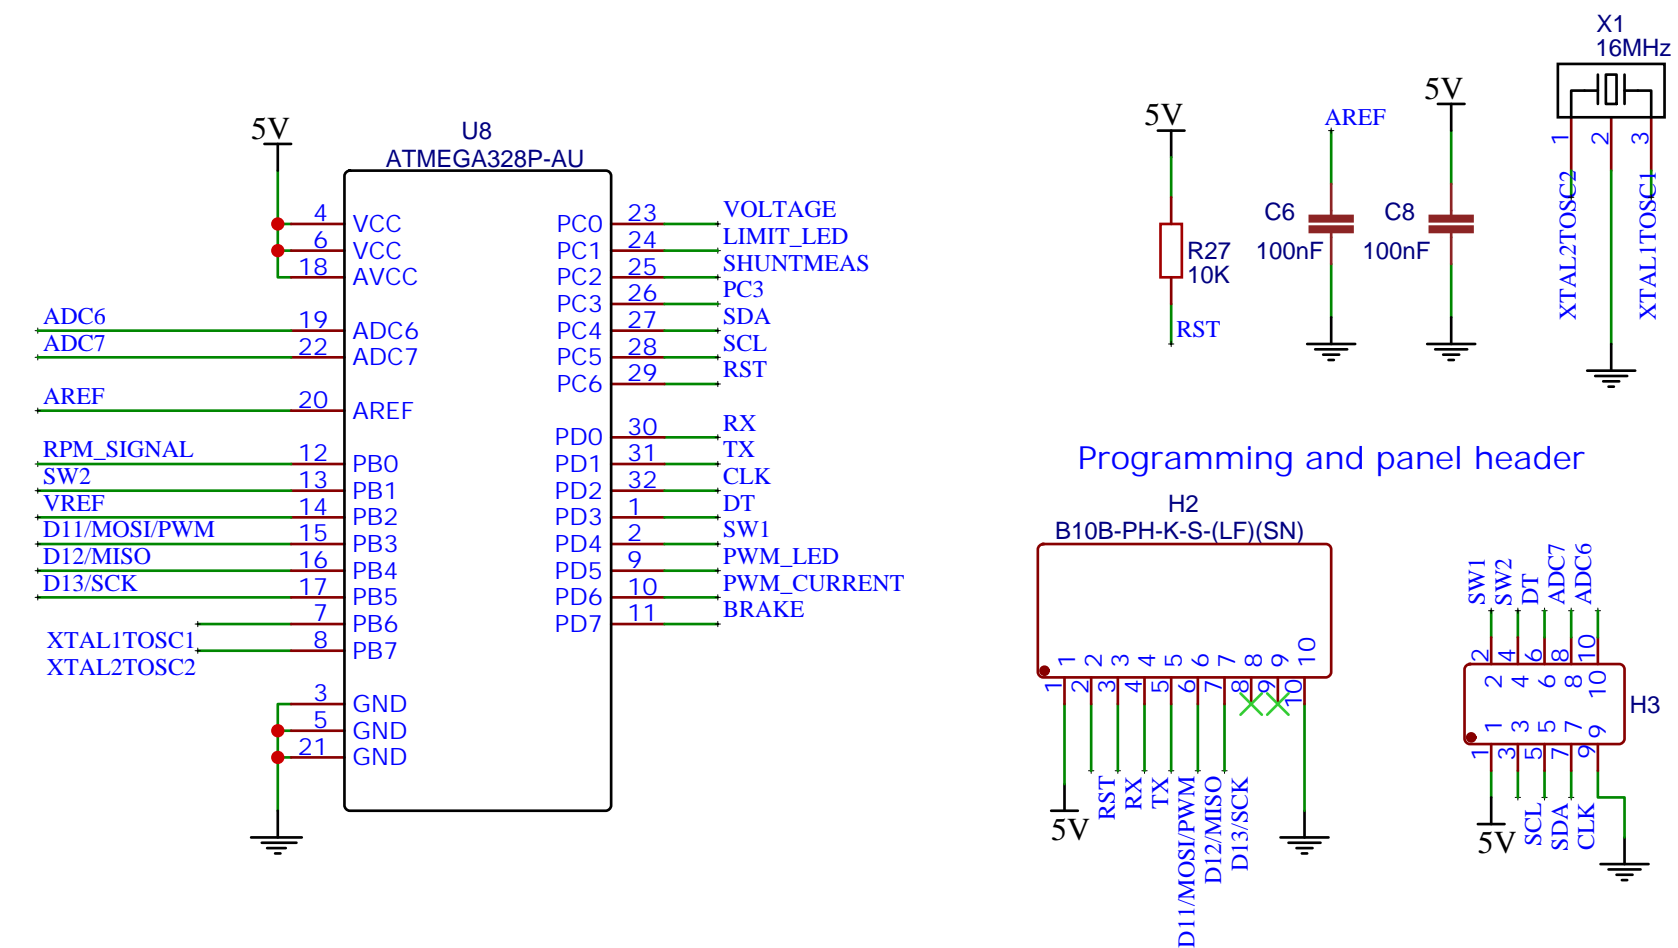 5V
U8
ATMEGA328P-AU
4 VCC
6 VCC
18 AVCC
ADC6 19 ADC6
ADC7 22 ADC7
AREF 20 AREF
RPM_SIGNAL 12 PB0
SW2 13 PB1
VREF 14 PB2
D11/MOSI/PWM 15 PB3
D12/MISO 16 PB4
D13/SCK 17 PB5
XTAL1TOSC1 7 PB6
XTAL2TOSC2 8 PB7
3 GND
5 GND
21 GND
PC0 23 VOLTAGE
PC1 24 LIMIT_LED
PC2 25 SHUNTMEAS
PC3 26 PC3
PC4 27 SDA
PC5 28 SCL
PC6 29 RST
PD0 30 RX
PD1 31 TX
PD2 32 CLK
PD3 1 DT
PD4 2 SW1
PD5 9 PWM_LED
PD6 10 PWM_CURRENT
PD7 11 BRAKE
5V
R27
10K
RST
AREF
C6
100nF
5V
C8
100nF
X1
16MHz
1 2 3
XTAL2TOSC2
XTAL1TOSC1
Programming and panel header
H2
B10B-PH-K-S-(LF)(SN)
1 2 3 4 5 6 7 8 9 10
1 2 3 4 5 6 7 8 9 10
5V
RST
RX
TX
D11/MOSI/PWM
D12/MISO
D13/SCK
SW1
SW2
DT
ADC7
ADC6
2 4 6 8 10
2 4 6 8 10
H3
1 3 5 7 9
1 3 5 7 9
5V
SCL
SDA
CLK